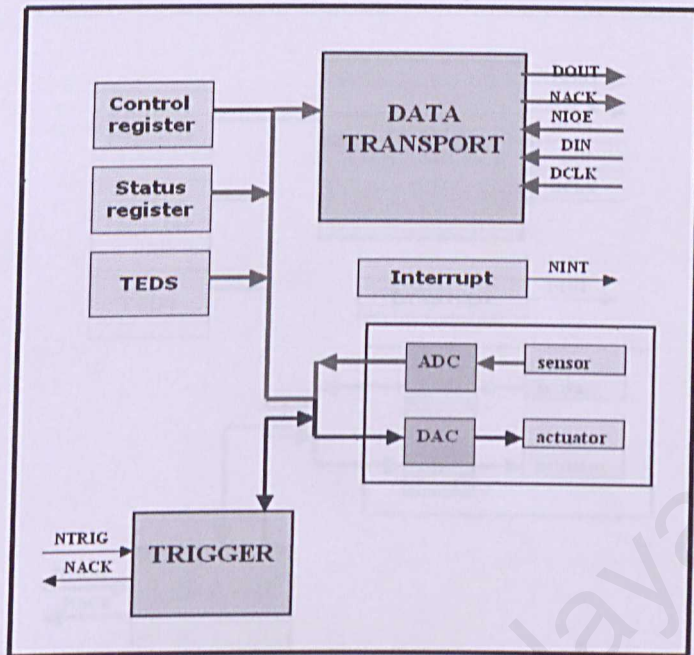 Control
register
Status
register
TEDS
DATA
TRANSPORT
DOUT
NACK
NIOE
DIN
DCLK
Interrupt
NINT
ADC
sensor
DAC
actuator
NTRIG
NACK
TRIGGER